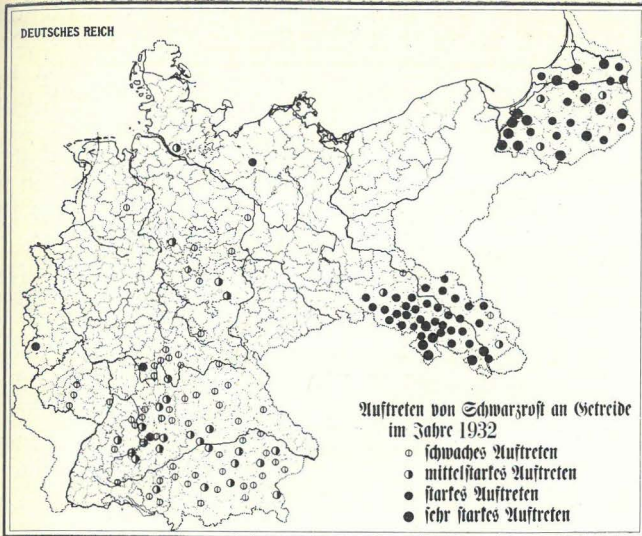 DEUTSCHES REICH
Auftreten von Schwarzrost an Getreide
im Jahre 1932
schwaches Auftreten
mittelstarkes Auftreten
starkes Auftreten
sehr starkes Auftreten